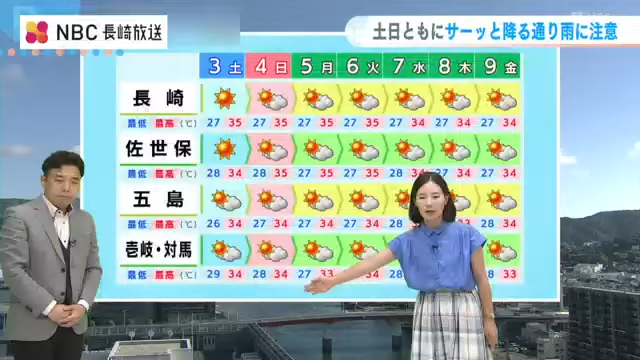 NBC 長崎放送
土日ともにサーッと降る通り雨に注意
3土 4日 5月 6火 7水 8木 9金
長崎
最低 最高(℃) 27 35 27 35 27 35 27 35 27 34 27 34 27 34
佐世保
最低 最高(℃) 28 34 28 34 27 35 27 35 34 27 34
五島
最低 最高(℃) 26 34 27 34 27 34 27 34 34 27 34
壱岐・対馬
最低 最高(℃) 29 34 28 34 27 33 33